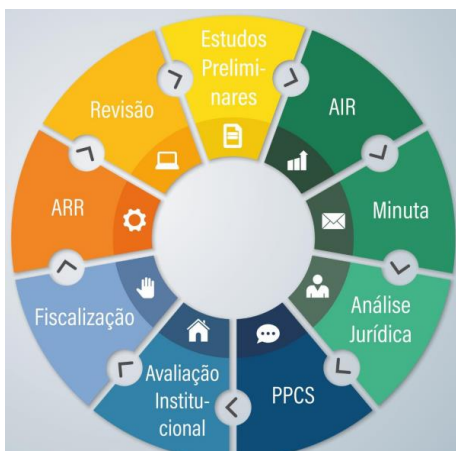 Estudos
Prelimi-
nares
AIR
Minuta
Análise
Jurídica
PPCS
Avaliação
Institu-
cional
Fiscalização
ARR
Revisão